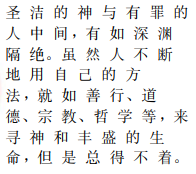 圣洁的神与有罪的
人中间,有如深渊
隔绝。虽然人不断
地用自己的方
法,就如善行、道
德、宗教、哲学等,来
寻神和丰盛的生
命,但是总得不着。